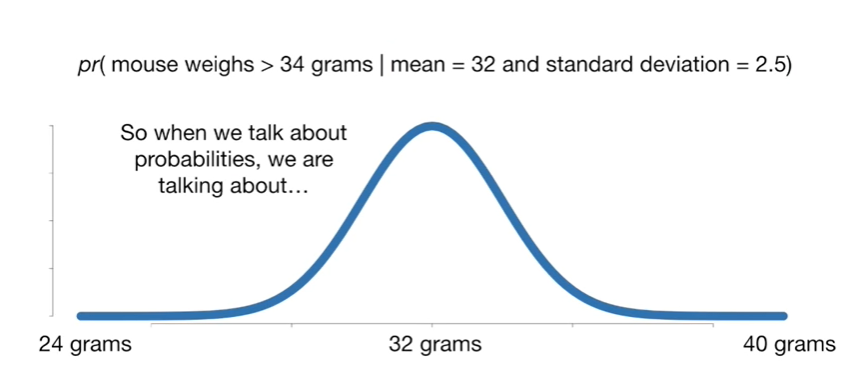 pr( mouse weighs > 34 grams | mean = 32 and standard deviation = 2.5)
So when we talk about
probabilities, we are
talking about…
24 grams
32 grams
40 grams